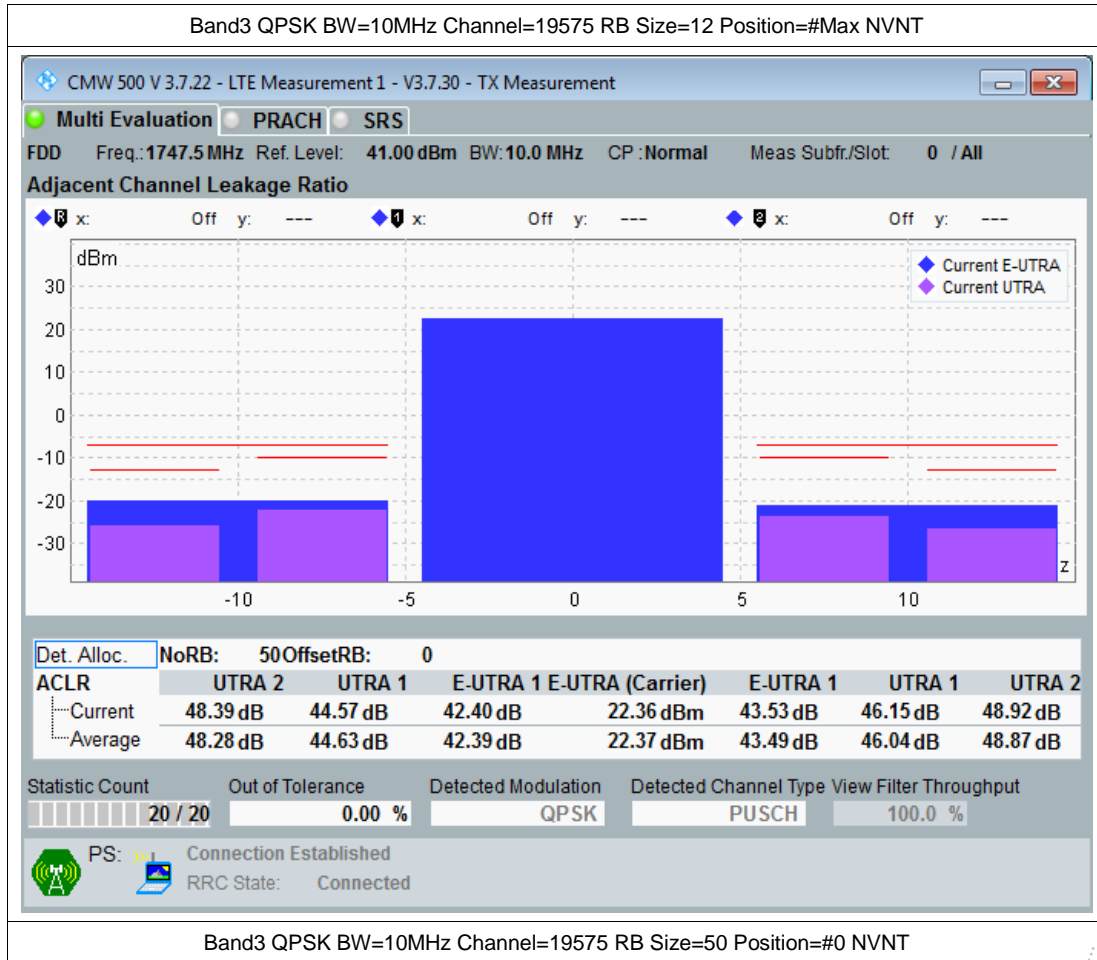 Band3 QPSK BW=10MHz Channel=19575 RB Size=12 Position=#Max NVNT
CMW 500 V 3.7.22 - LTE Measurement 1 - V3.7.30 - TX Measurement
Multi Evaluation PRACH SRS
FDD Freq.:1747.5 MHz Ref. Level: 41.00 dBm BW:10.0 MHz CP :Normal Meas Subfr./Slot: 0 / All
Adjacent Channel Leakage Ratio
R x: Off y: --- 1 x: Off y: --- 2 x: Off y: ---
dBm
Current E-UTRA
Current UTRA
30
20
10
0
-10
-20
-30
z
-10 -5 0 5 10
Det. Alloc. NoRB: 50 OffsetRB: 0
ACLR UTRA 2 UTRA 1 E-UTRA 1 E-UTRA (Carrier) E-UTRA 1 UTRA 1 UTRA 2
Current 48.39 dB 44.57 dB 42.40 dB 22.36 dBm 43.53 dB 46.15 dB 48.92 dB
Average 48.28 dB 44.63 dB 42.39 dB 22.37 dBm 43.49 dB 46.04 dB 48.87 dB
Statistic Count Out of Tolerance Detected Modulation Detected Channel Type View Filter Throughput
20 / 20 0.00 % QPSK PUSCH 100.0 %
PS: Connection Established
RRC State: Connected
Band3 QPSK BW=10MHz Channel=19575 RB Size=50 Position=#0 NVNT